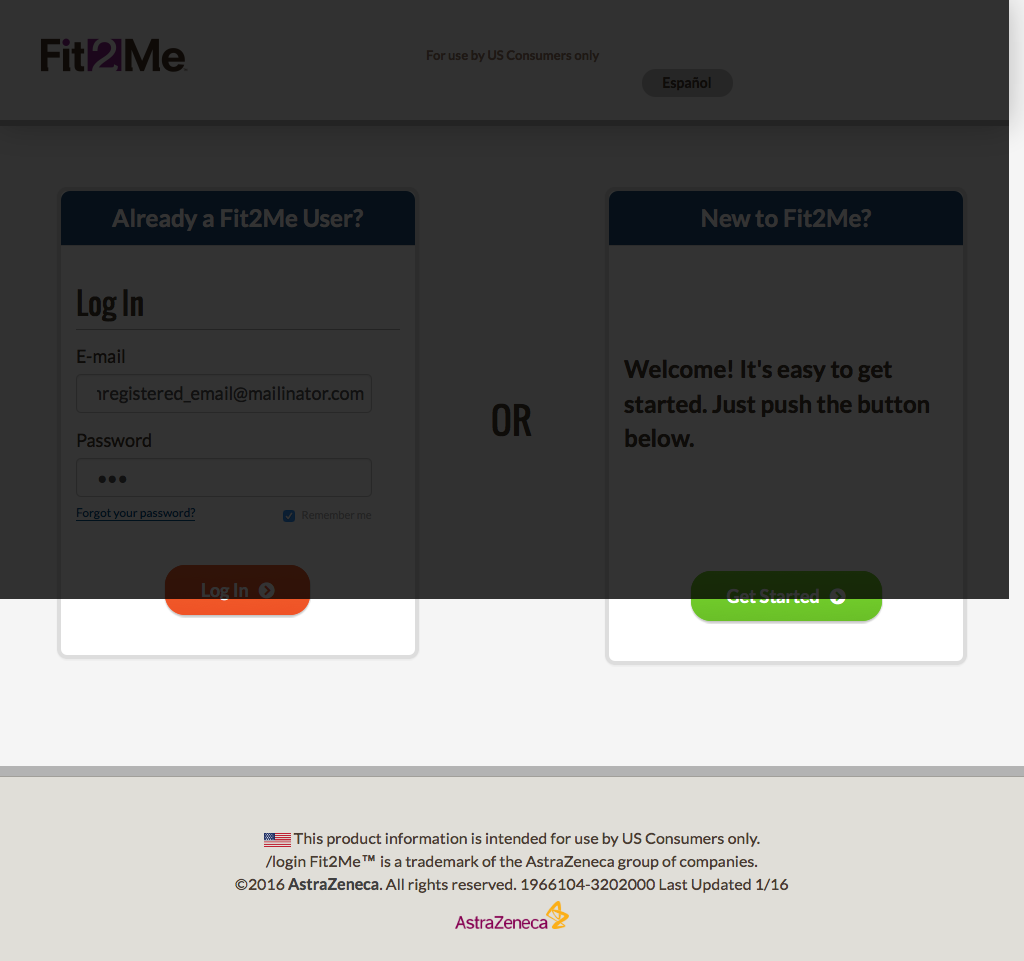 Fit2Me
For use by US Consumers only
Español
Already a Fit2Me User?
Log In
E-mail
nregistered_email@mailinator.com
Password
Forgot your password?
Remember me
Log In
OR
New to Fit2Me?
Welcome! It's easy to get
started. Just push the button
below.
Get Started
This product information is intended for use by US Consumers only.
/login Fit2Me™ is a trademark of the AstraZeneca group of companies.
©2016 AstraZeneca. All rights reserved. 1966104-3202000 Last Updated 1/16
AstraZeneca